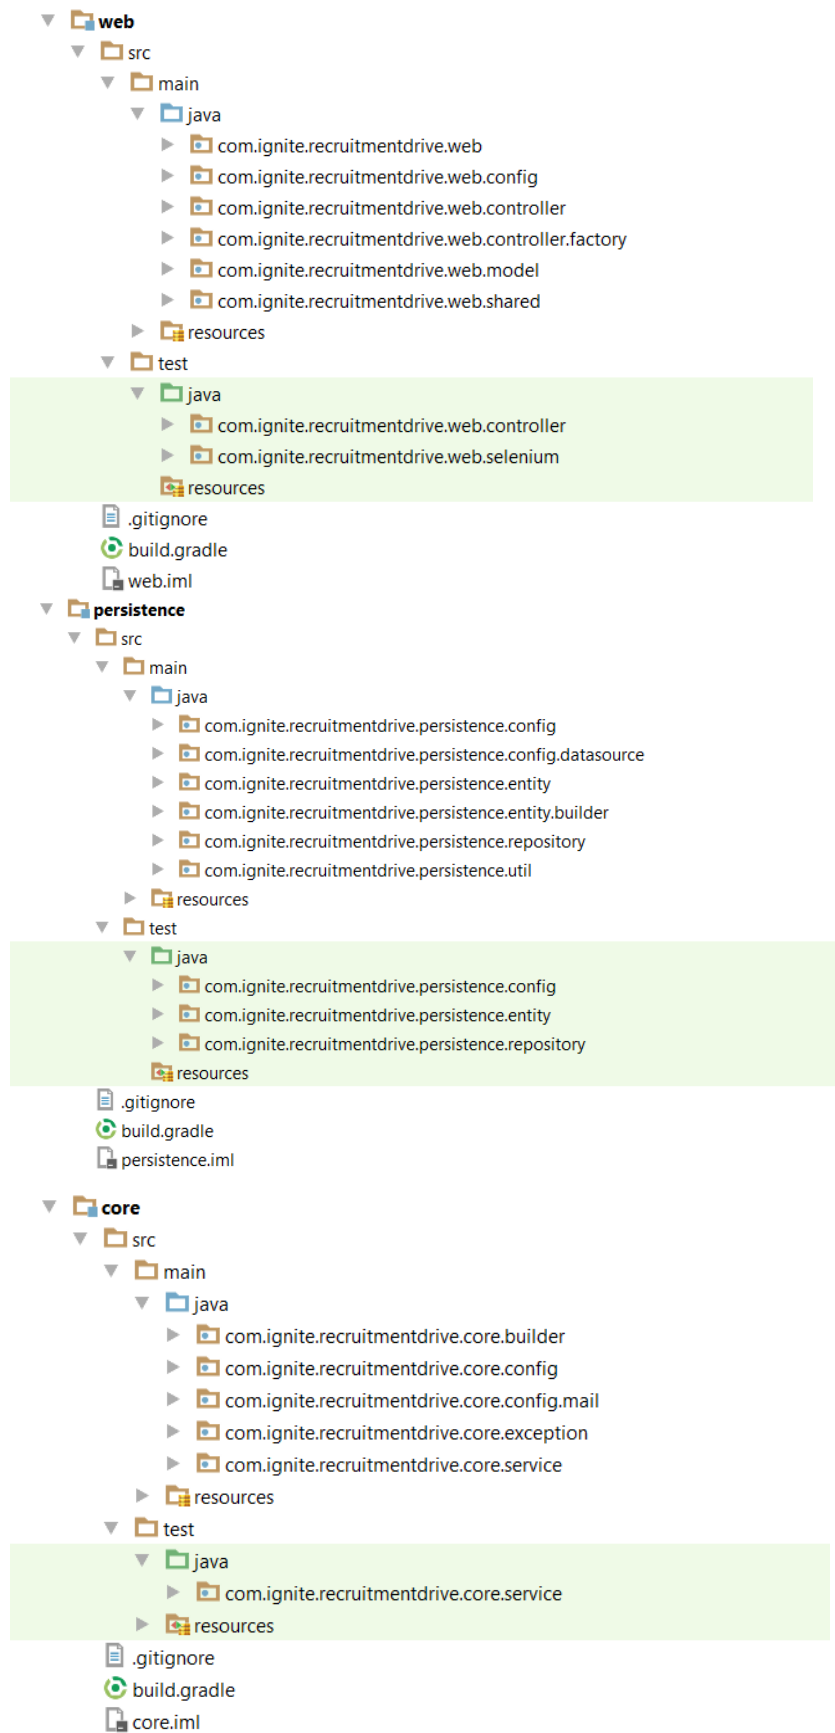 web
src
main
java
com.ignite.recruitmentdrive.web
com.ignite.recruitmentdrive.web.config
com.ignite.recruitmentdrive.web.controller
com.ignite.recruitmentdrive.web.controller.factory
com.ignite.recruitmentdrive.web.model
com.ignite.recruitmentdrive.web.shared
resources
test
java
com.ignite.recruitmentdrive.web.controller
com.ignite.recruitmentdrive.web.selenium
resources
.gitignore
build.gradle
web.iml
persistence
src
main
java
com.ignite.recruitmentdrive.persistence.config
com.ignite.recruitmentdrive.persistence.config.datasource
com.ignite.recruitmentdrive.persistence.entity
com.ignite.recruitmentdrive.persistence.entity.builder
com.ignite.recruitmentdrive.persistence.repository
com.ignite.recruitmentdrive.persistence.util
resources
test
java
com.ignite.recruitmentdrive.persistence.config
com.ignite.recruitmentdrive.persistence.entity
com.ignite.recruitmentdrive.persistence.repository
resources
.gitignore
build.gradle
persistence.iml
core
src
main
java
com.ignite.recruitmentdrive.core.builder
com.ignite.recruitmentdrive.core.config
com.ignite.recruitmentdrive.core.config.mail
com.ignite.recruitmentdrive.core.exception
com.ignite.recruitmentdrive.core.service
resources
test
java
com.ignite.recruitmentdrive.core.service
resources
.gitignore
build.gradle
core.iml